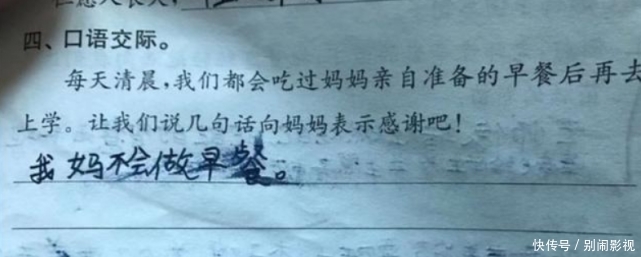 四、口语交际。
每天清晨,我们都会吃过妈妈亲自准备的早餐后再去
上学。让我们说几句话向妈妈表示感谢吧!
我妈不会做早餐。
快传号 / 别闹影视